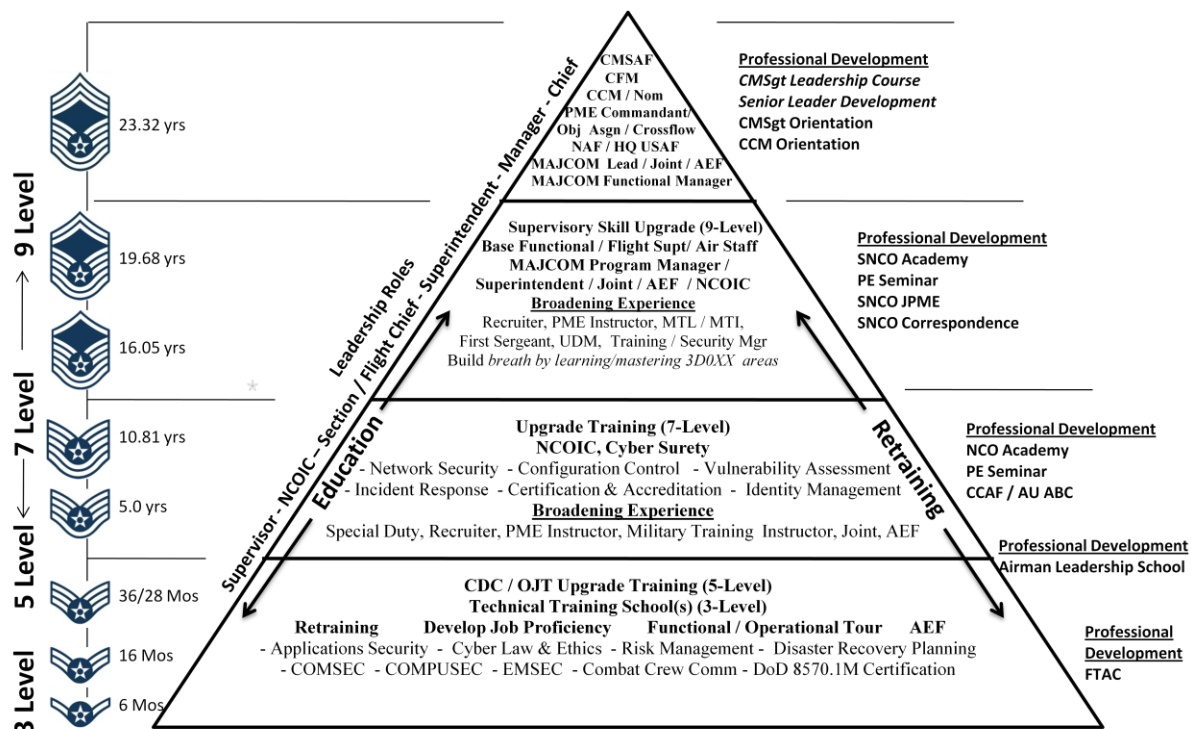 23.32 yrs
19.68 yrs
16.05 yrs
*
10.81 yrs
5.0 yrs
36/28 Mos
16 Mos
6 Mos
9 Level
7 Level
5 Level
3 Level
Supervisor - NCOIC – Section / Flight Chief - Superintendent - Manager - Chief
Leadership Roles
Education
Retraining
CMSAF
CFM
CCM / Nom
PME Commandant/
Obj Asgn / Crossflow
NAF / HQ USAF
MAJCOM Lead / Joint / AEF
MAJCOM Functional Manager
Supervisory Skill Upgrade (9-Level)
Base Functional / Flight Supt/ Air Staff
MAJCOM Program Manager /
Superintendent / Joint / AEF / NCOIC
Broadening Experience
Recruiter, PME Instructor, MTL / MTI,
First Sergeant, UDM, Training / Security Mgr
Build breath by learning/mastering 3D0XX areas
Upgrade Training (7-Level)
NCOIC, Cyber Surety
- Network Security - Configuration Control - Vulnerability Assessment
- Incident Response - Certification & Accreditation - Identity Management
Broadening Experience
Special Duty, Recruiter, PME Instructor, Military Training Instructor, Joint, AEF
CDC / OJT Upgrade Training (5-Level)
Technical Training School(s) (3-Level)
Retraining Develop Job Proficiency Functional / Operational Tour AEF
- Applications Security - Cyber Law & Ethics - Risk Management - Disaster Recovery Planning
- COMSEC - COMPUSEC - EMSEC - Combat Crew Comm - DoD 8570.1M Certification
Professional Development
CMSgt Leadership Course
Senior Leader Development
CMSgt Orientation
CCM Orientation
Professional Development
SNCO Academy
PE Seminar
SNCO JPME
SNCO Correspondence
Professional Development
NCO Academy
PE Seminar
CCAF / AU ABC
Professional Development
Airman Leadership School
Professional
Development
FTAC